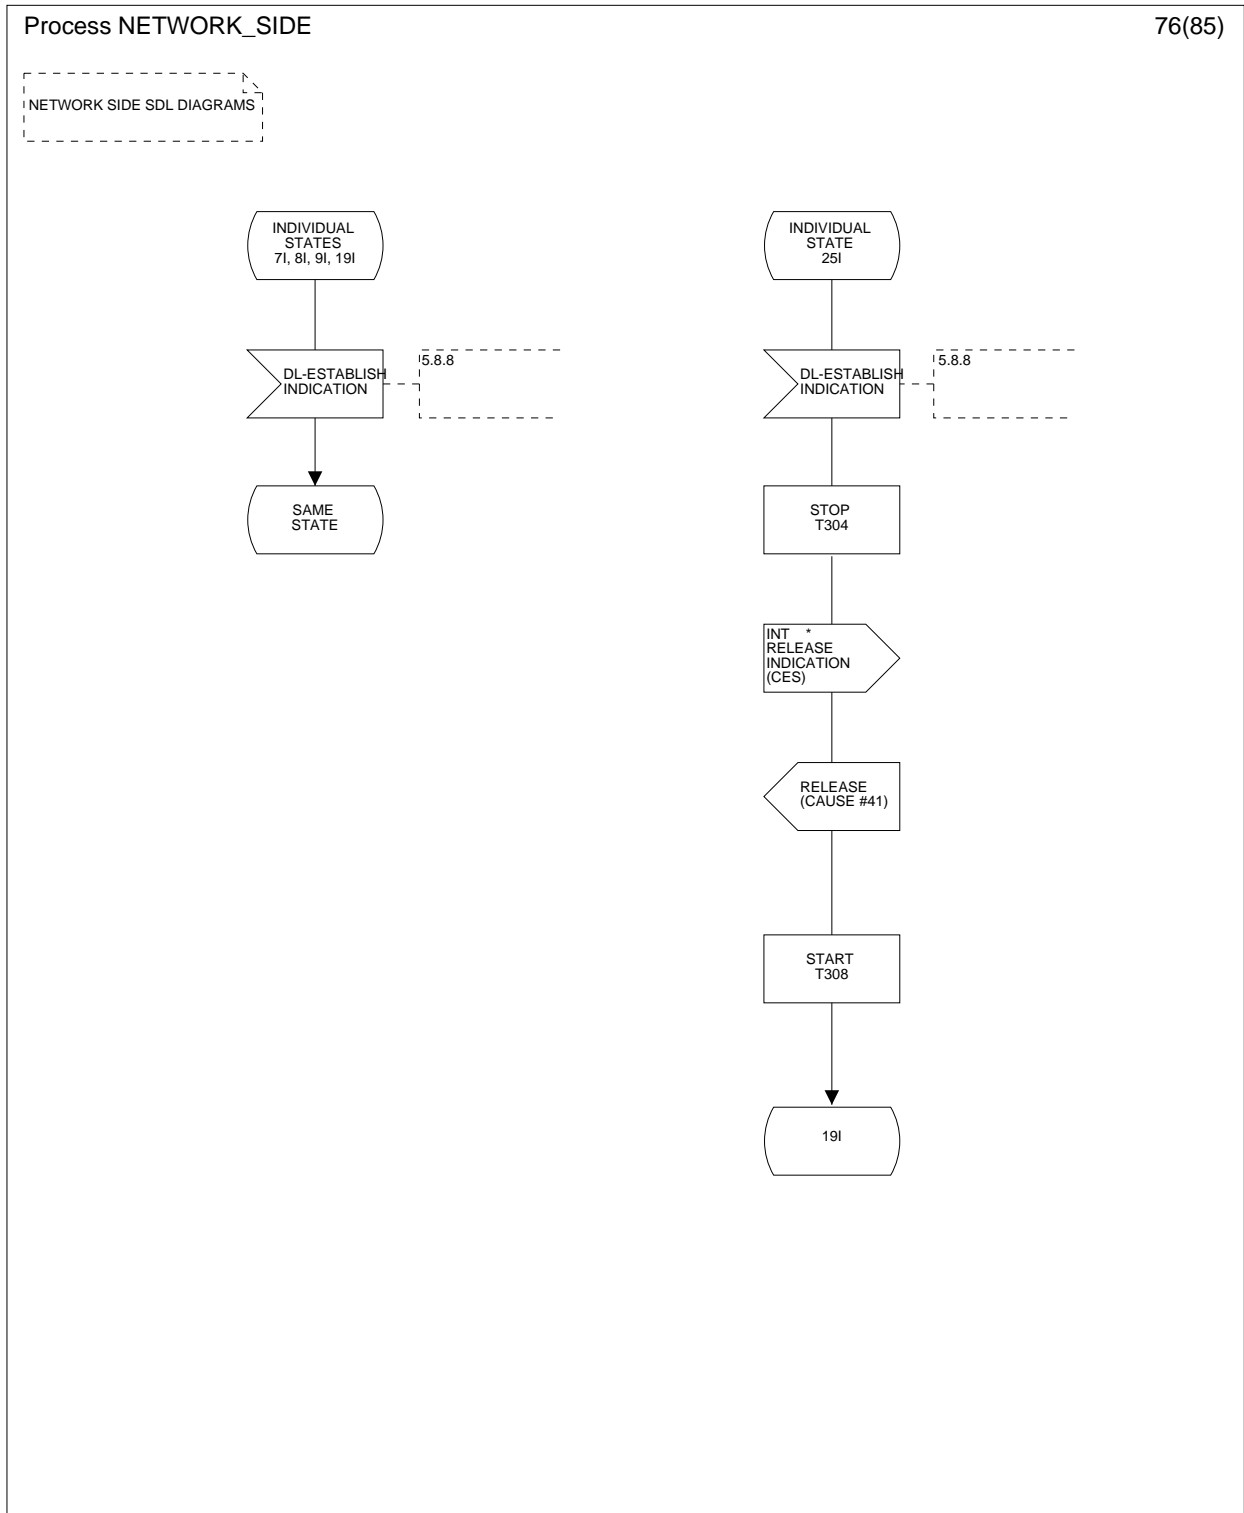 Process NETWORK_SIDE
76(85)
NETWORK SIDE SDL DIAGRAMS
INDIVIDUAL
STATES
7I, 8I, 9I, 19I
DL-ESTABLISH
INDICATION
5.8.8
SAME
STATE
INDIVIDUAL
STATE
25I
DL-ESTABLISH
INDICATION
5.8.8
STOP
T304
INT *
RELEASE
INDICATION
(CES)
RELEASE
(CAUSE #41)
START
T308
19I